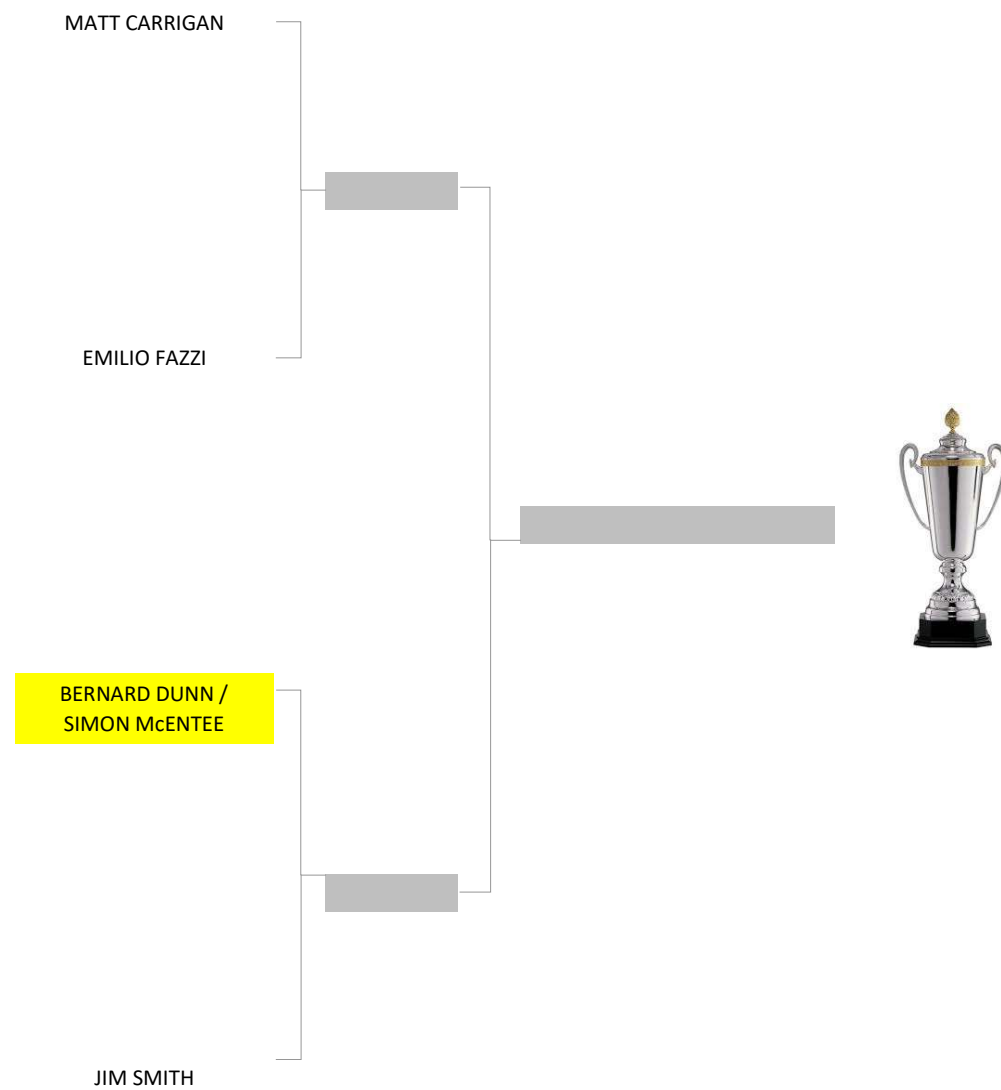 MATT CARRIGAN
EMILIO FAZZI
BERNARD DUNN /
SIMON McENTEE
JIM SMITH